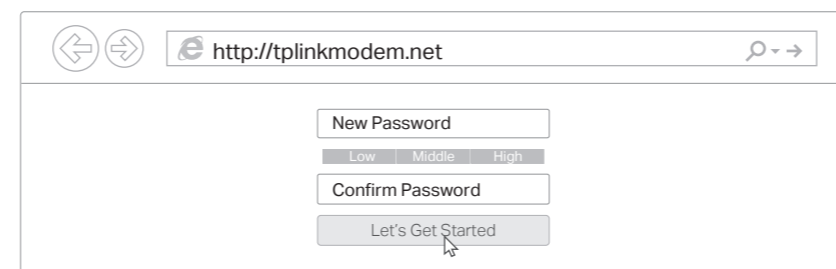 http://tplinkmodem.net
New Password
Low Middle High
Confirm Password
Let's Get Started